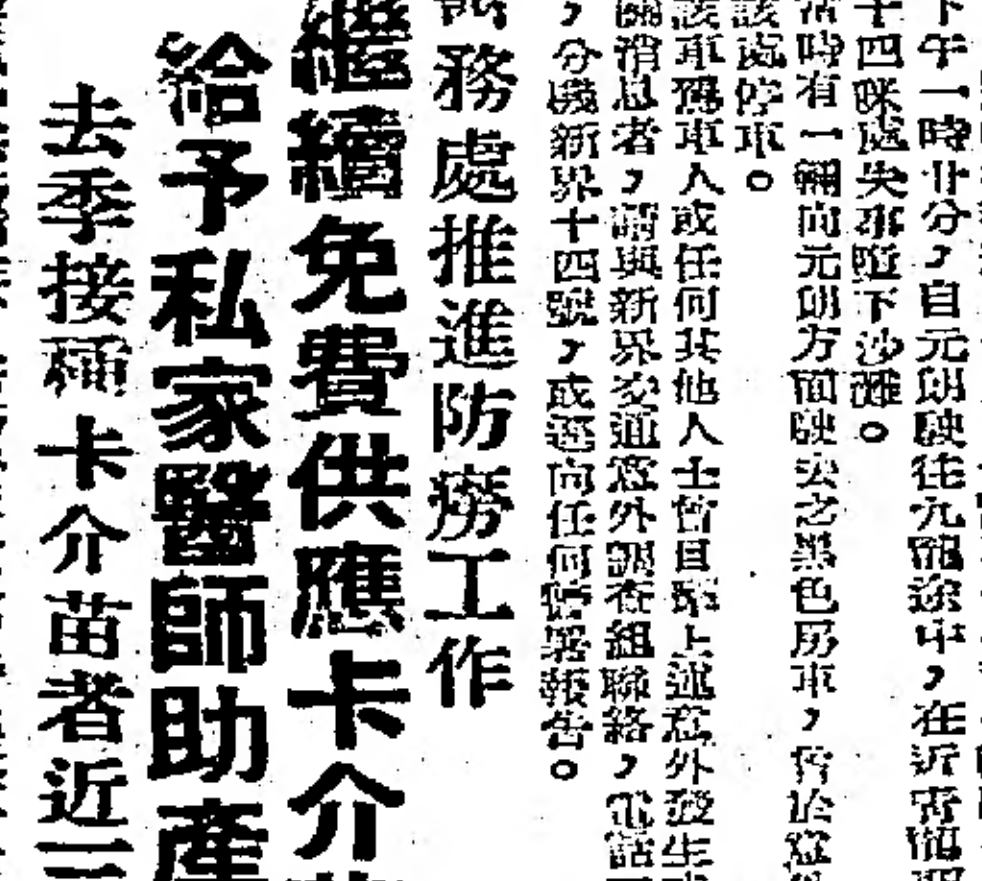 下午一時廿分，自元朗駛往九龍途中，在近青
十四咪處失事墮下沙灘。
時有一輛向元朗方面駛去之黑色房車，曾於意
該處停車。
該車司車人或任何其他人士曾目擊上述意外發生
消息者，請與新界交通意外調查組聯絡，電話
，分機新界十四號，或逕向任何警署報告。
務處推進防癆工作
繼續免費供應卡介
給予私家醫師助產
去季接種卡介苗者近三